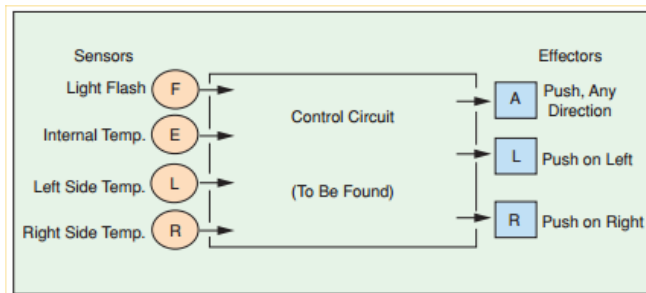 Sensors
Effectors
Light Flash
F
A
Push, Any
Direction
Internal Temp.
E
Control Circuit
L
Push on Left
Left Side Temp.
L
(To Be Found)
Right Side Temp.
R
R
Push on Right